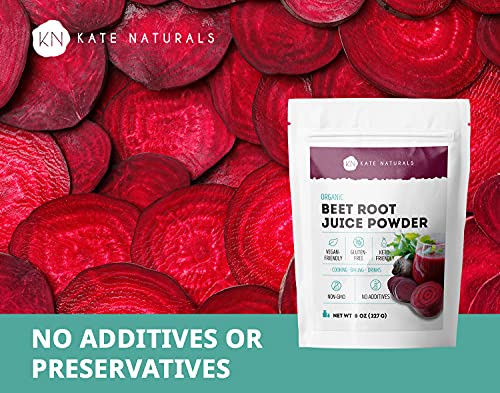 KN KATE NATURALS
KN KATE NATURALS
ORGANIC
BEET ROOT
JUICE POWDER
VEGAN-
FRIENDLY
GLUTEN-
FREE
KETO-
FRIENDLY
COOKING · BAKING · DRINKS
NON-GMO
NO ADDITIVES
NET WT 8 OZ (227G)
NO ADDITIVES OR
PRESERVATIVES